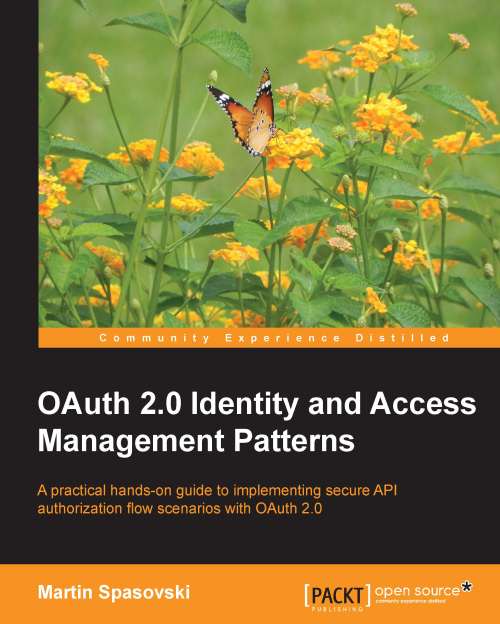 Community Experience Distilled
OAuth 2.0 Identity and Access
Management Patterns
A practical hands-on guide to implementing secure API
authorization flow scenarios with OAuth 2.0
Martin Spasovski
[PACKT] open source*
PUBLISHING community experience distilled